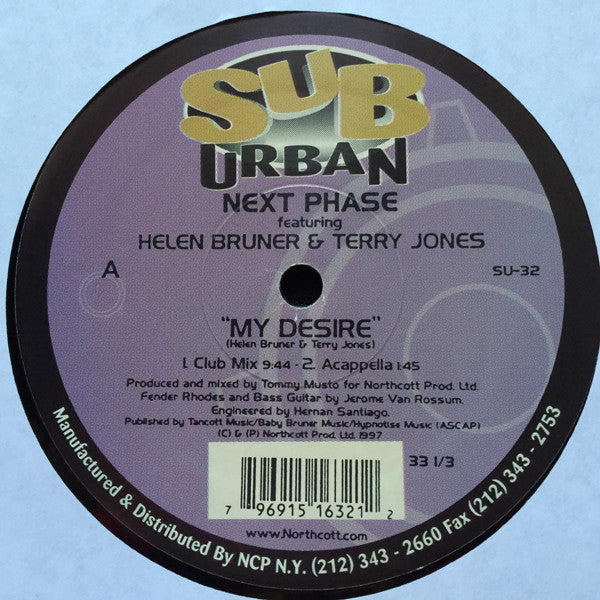 SUB
URBAN
NEXT PHASE
featuring
HELEN BRUNER & TERRY JONES
A
SU-32
"MY DESIRE"
(Helen Bruner & Terry Jones)
1. Club Mix 9:44 - 2. Acappella 1:45
Produced and mixed by Tommy Musto for Northcott Prod. Ltd.
Fender Rhodes and Bass Guitar by Jerome Van Rossum.
Engineered by Hernan Santiago.
Published by Tancott Music/Baby Bruner Music/Hypnotise Music (ASCAP)
(C) & (P) Northcott Prod. Ltd. 1997
33 1/3
7 96915 16321 2
www.Northcott.com
Manufactured & Distributed By NCP N.Y. (212) 343 - 2660 Fax (212) 343 - 2753